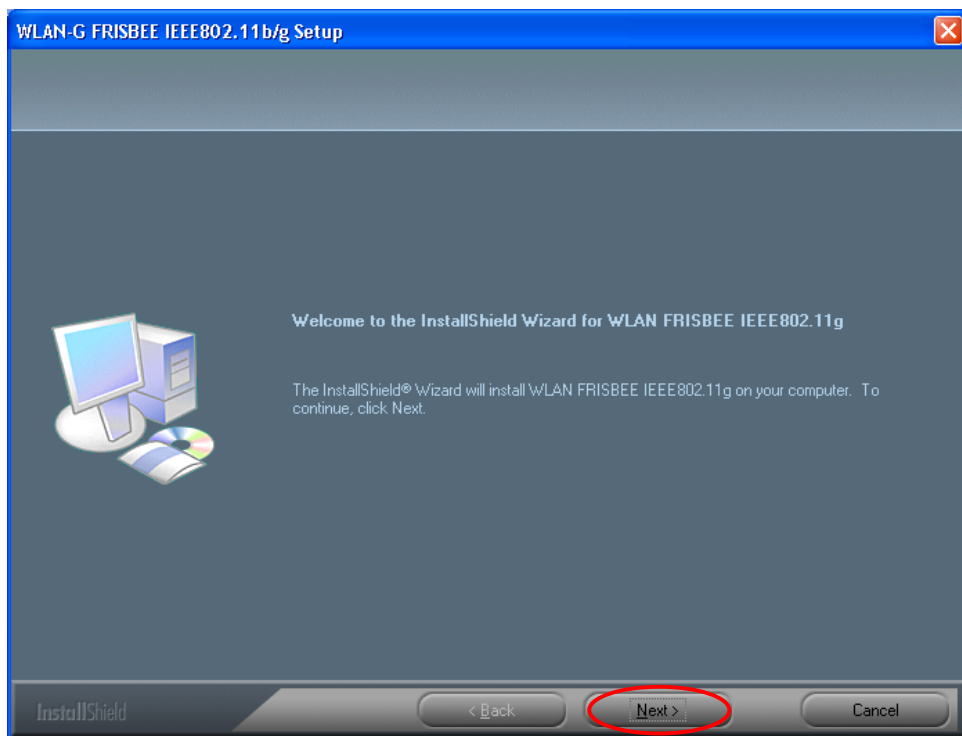 WLAN-G FRISBEE IEEE802.11b/g Setup
Welcome to the InstallShield Wizard for WLAN FRISBEE IEEE802.11g
The InstallShield® Wizard will install WLAN FRISBEE IEEE802.11g on your computer. To
continue, click Next.
InstallShield
< Back
Next >
Cancel